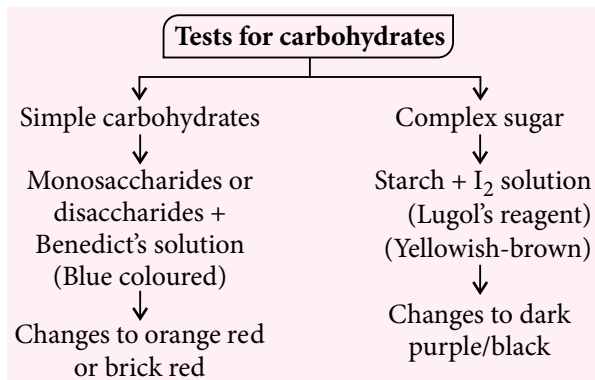 Tests for carbohydrates
Simple carbohydrates
Monosaccharides or
disaccharides +
Benedict's solution
(Blue coloured)
Changes to orange red
or brick red
Complex sugar
Starch + I₂ solution
(Lugol's reagent)
(Yellowish-brown)
Changes to dark
purple/black